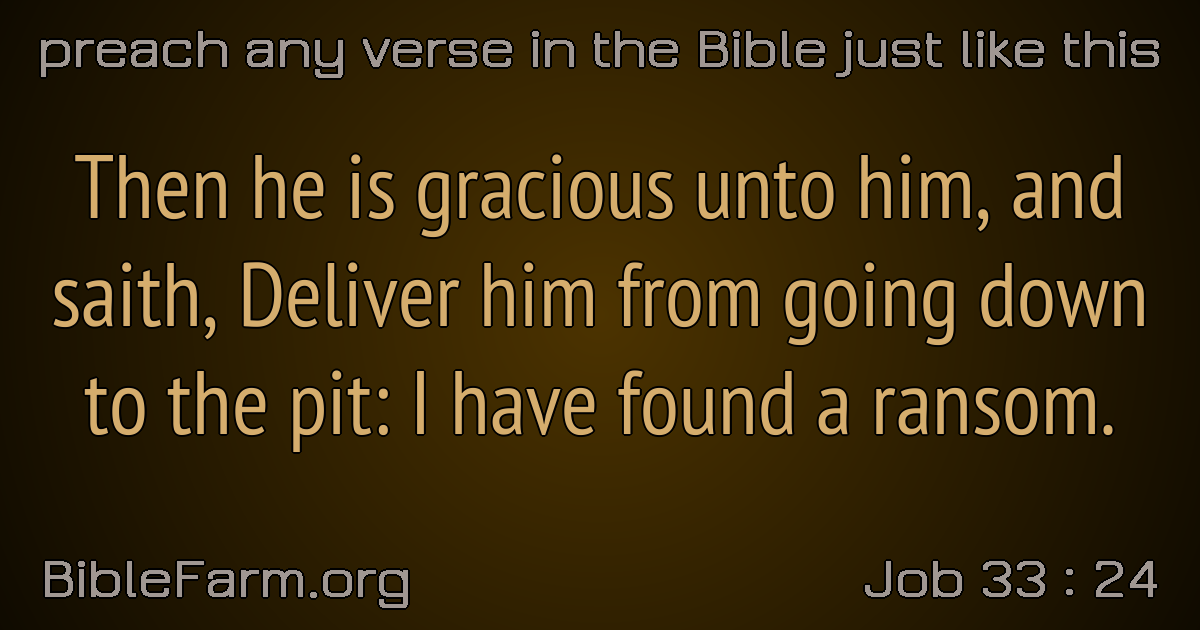 preach any verse in the Bible just like this
Then he is gracious unto him, and
saith, Deliver him from going down
to the pit: I have found a ransom.
BibleFarm.org
Job 33 : 24